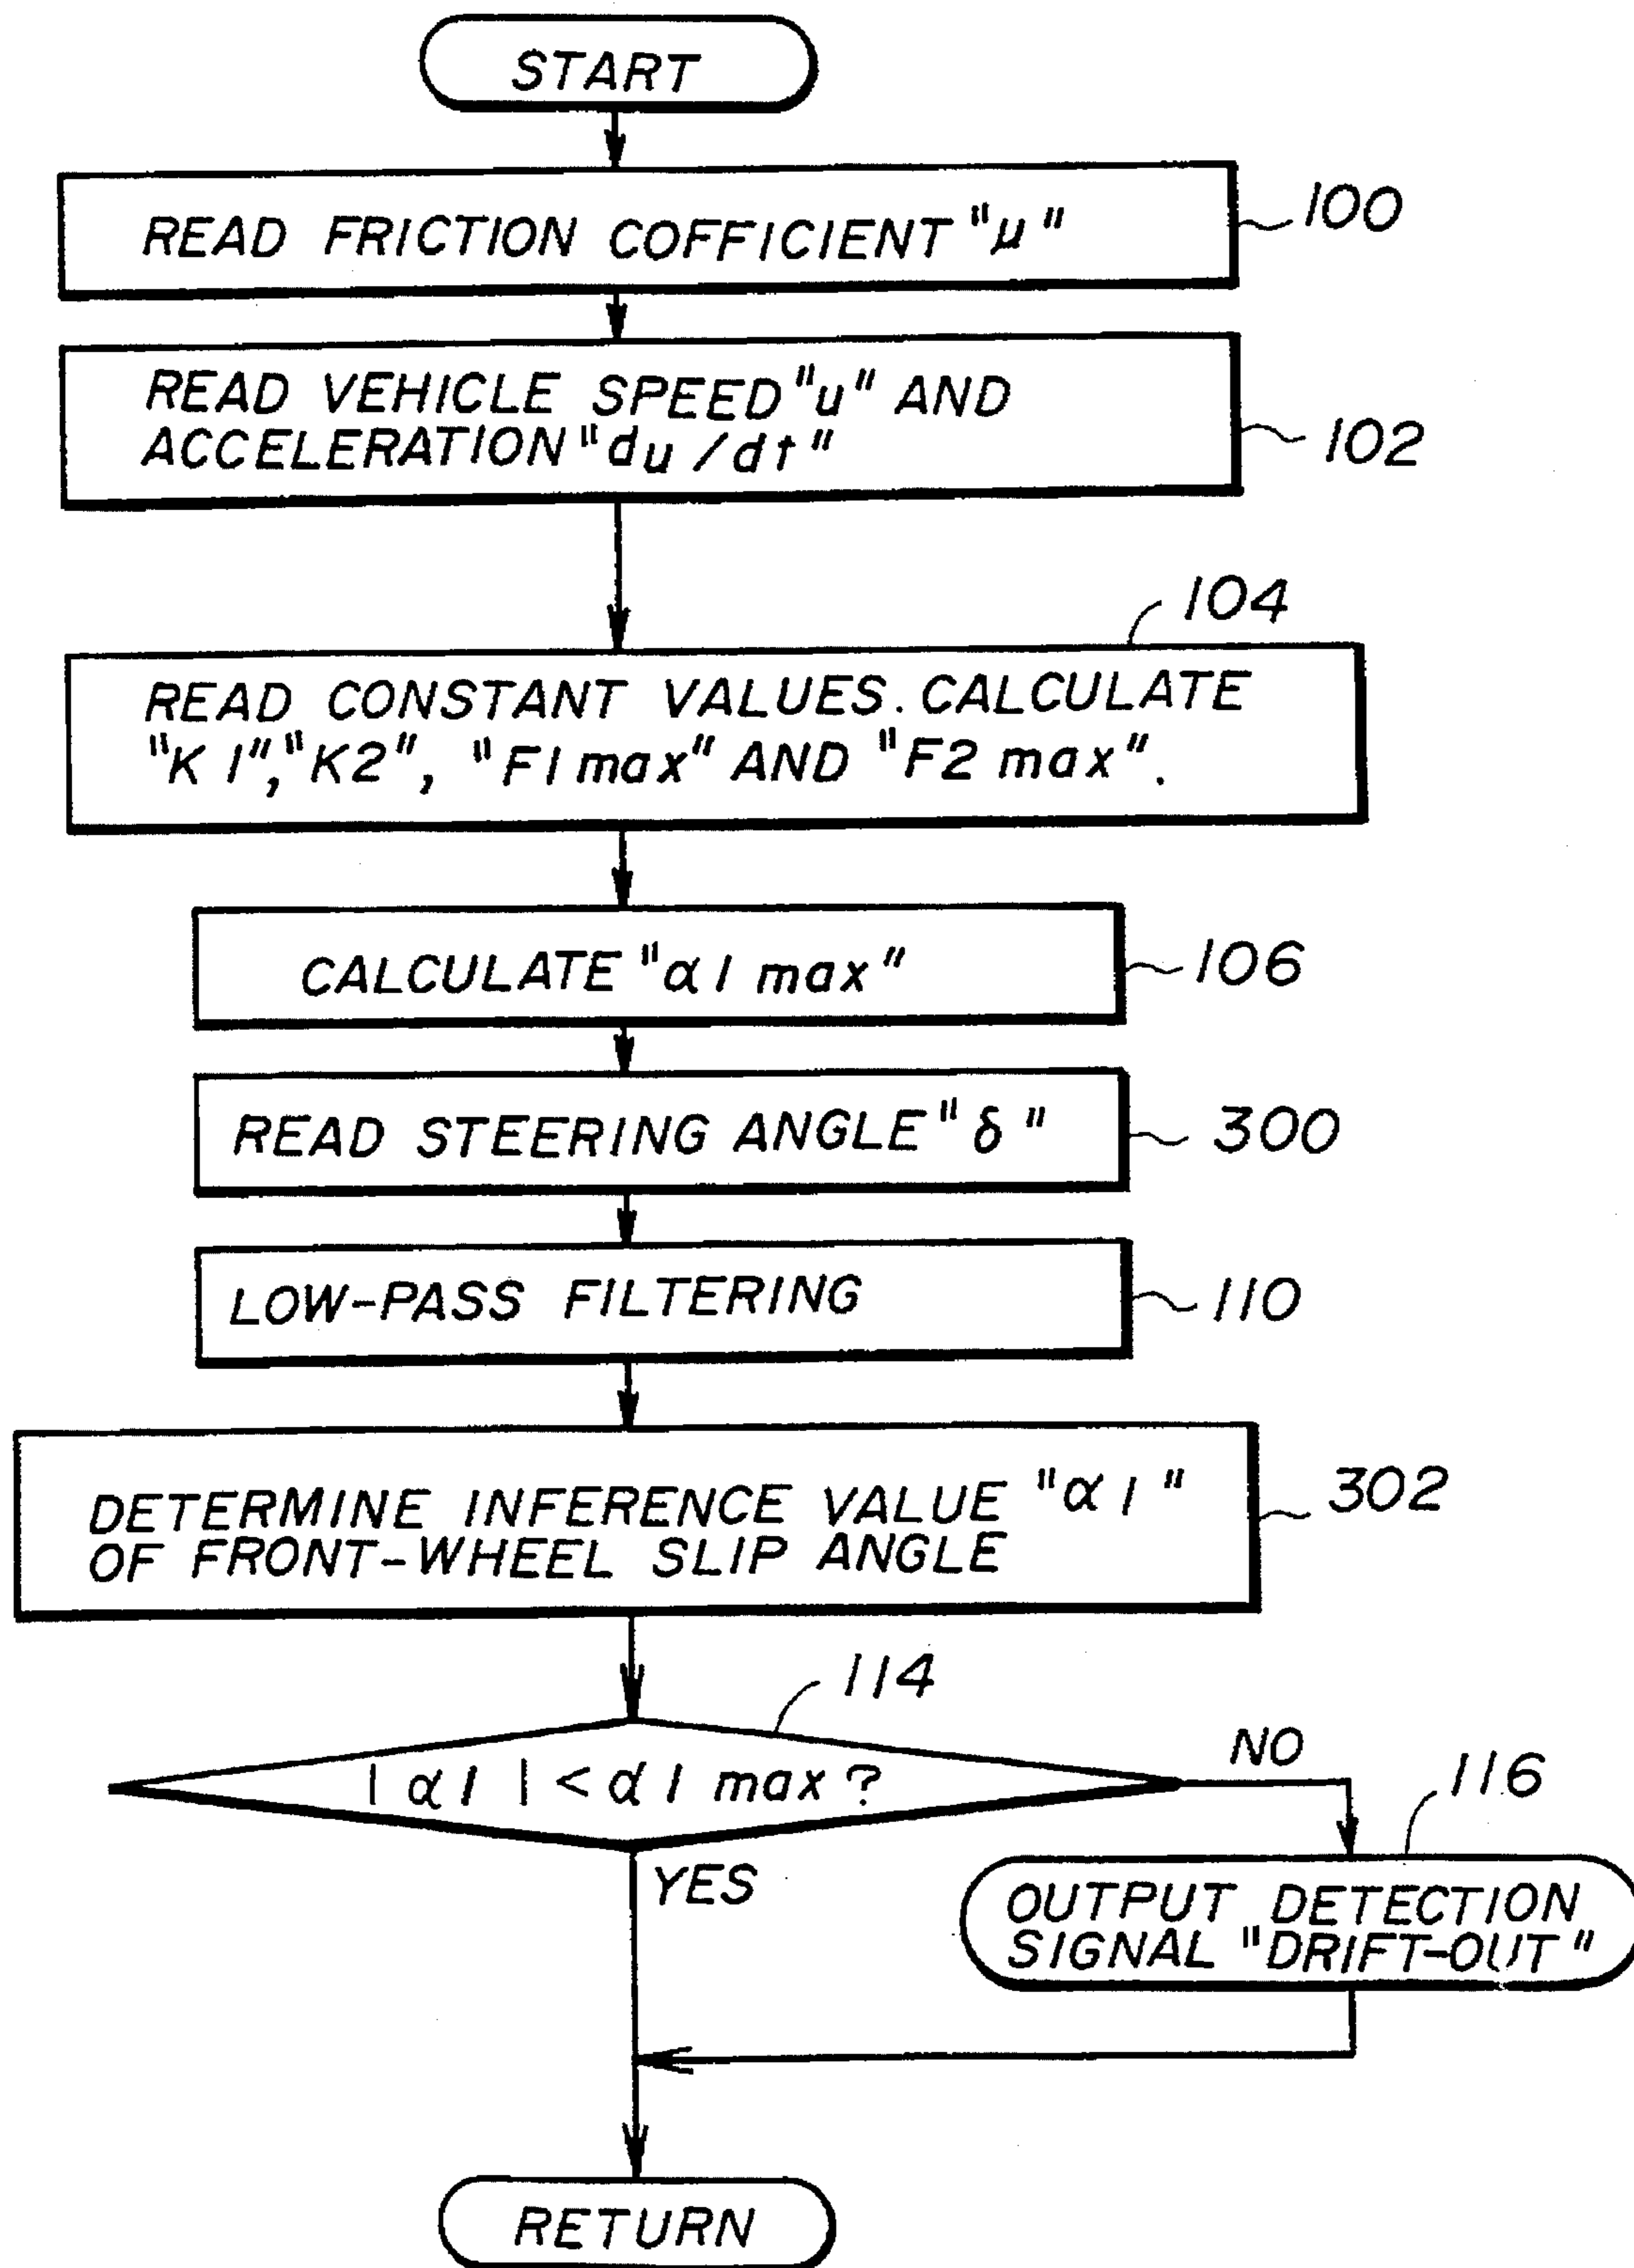 START
READ FRICTION COFFICIENT "μ"
100
READ VEHICLE SPEED "u" AND
ACCELERATION "du/dt"
102
104
READ CONSTANT VALUES. CALCULATE
"K1", "K2", "F1max" AND "F2 max".
CALCULATE "α1 max"
106
READ STEERING ANGLE "δ"
300
LOW-PASS FILTERING
110
DETERMINE INFERENCE VALUE "α1"
OF FRONT-WHEEL SLIP ANGLE
302
114
|α1| < α1 max?
NO
116
YES
OUTPUT DETECTION
SIGNAL "DRIFT-OUT"
RETURN